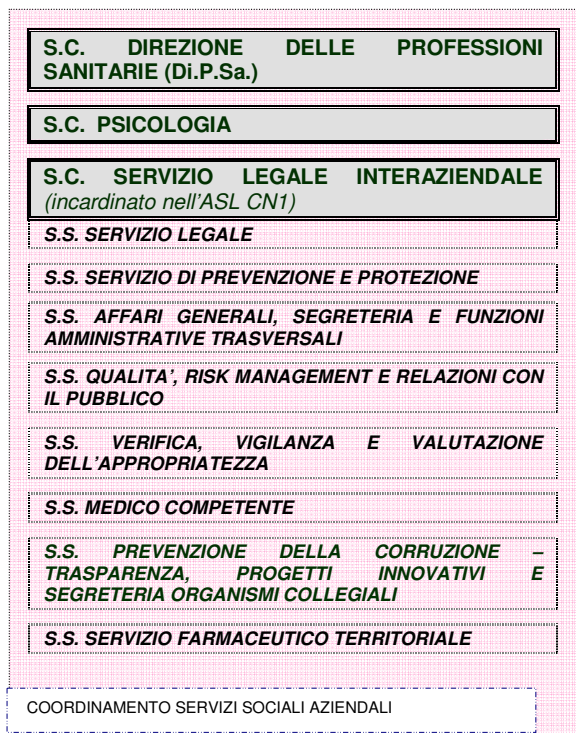 S.C. DIREZIONE DELLE PROFESSIONI
SANITARIE (Di.P.Sa.)
S.C. PSICOLOGIA
S.C. SERVIZIO LEGALE INTERAZIENDALE
(incardinato nell'ASL CN1)
S.S. SERVIZIO LEGALE
S.S. SERVIZIO DI PREVENZIONE E PROTEZIONE
S.S. AFFARI GENERALI, SEGRETERIA E FUNZIONI
AMMINISTRATIVE TRASVERSALI
S.S. QUALITA', RISK MANAGEMENT E RELAZIONI CON
IL PUBBLICO
S.S. VERIFICA, VIGILANZA E VALUTAZIONE
DELL'APPROPRIATEZZA
S.S. MEDICO COMPETENTE
S.S. PREVENZIONE DELLA CORRUZIONE –
TRASPARENZA, PROGETTI INNOVATIVI E
SEGRETERIA ORGANISMI COLLEGIALI
S.S. SERVIZIO FARMACEUTICO TERRITORIALE
COORDINAMENTO SERVIZI SOCIALI AZIENDALI